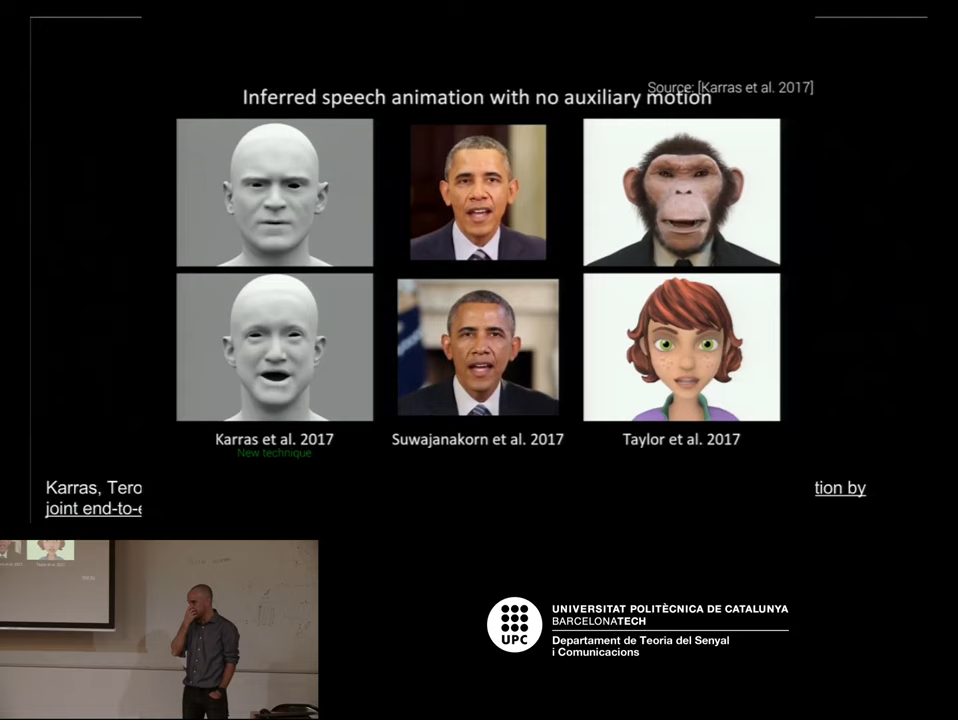 Source: [Karras et al. 2017]
Inferred speech animation with no auxiliary motion
Karras et al. 2017
New technique
Suwajanakorn et al. 2017
Taylor et al. 2017
Karras, Tero
tion by
joint end-to-e
UPC
UNIVERSITAT POLITÈCNICA DE CATALUNYA
BARCELONATECH
Departament de Teoria del Senyal
i Comunicacions